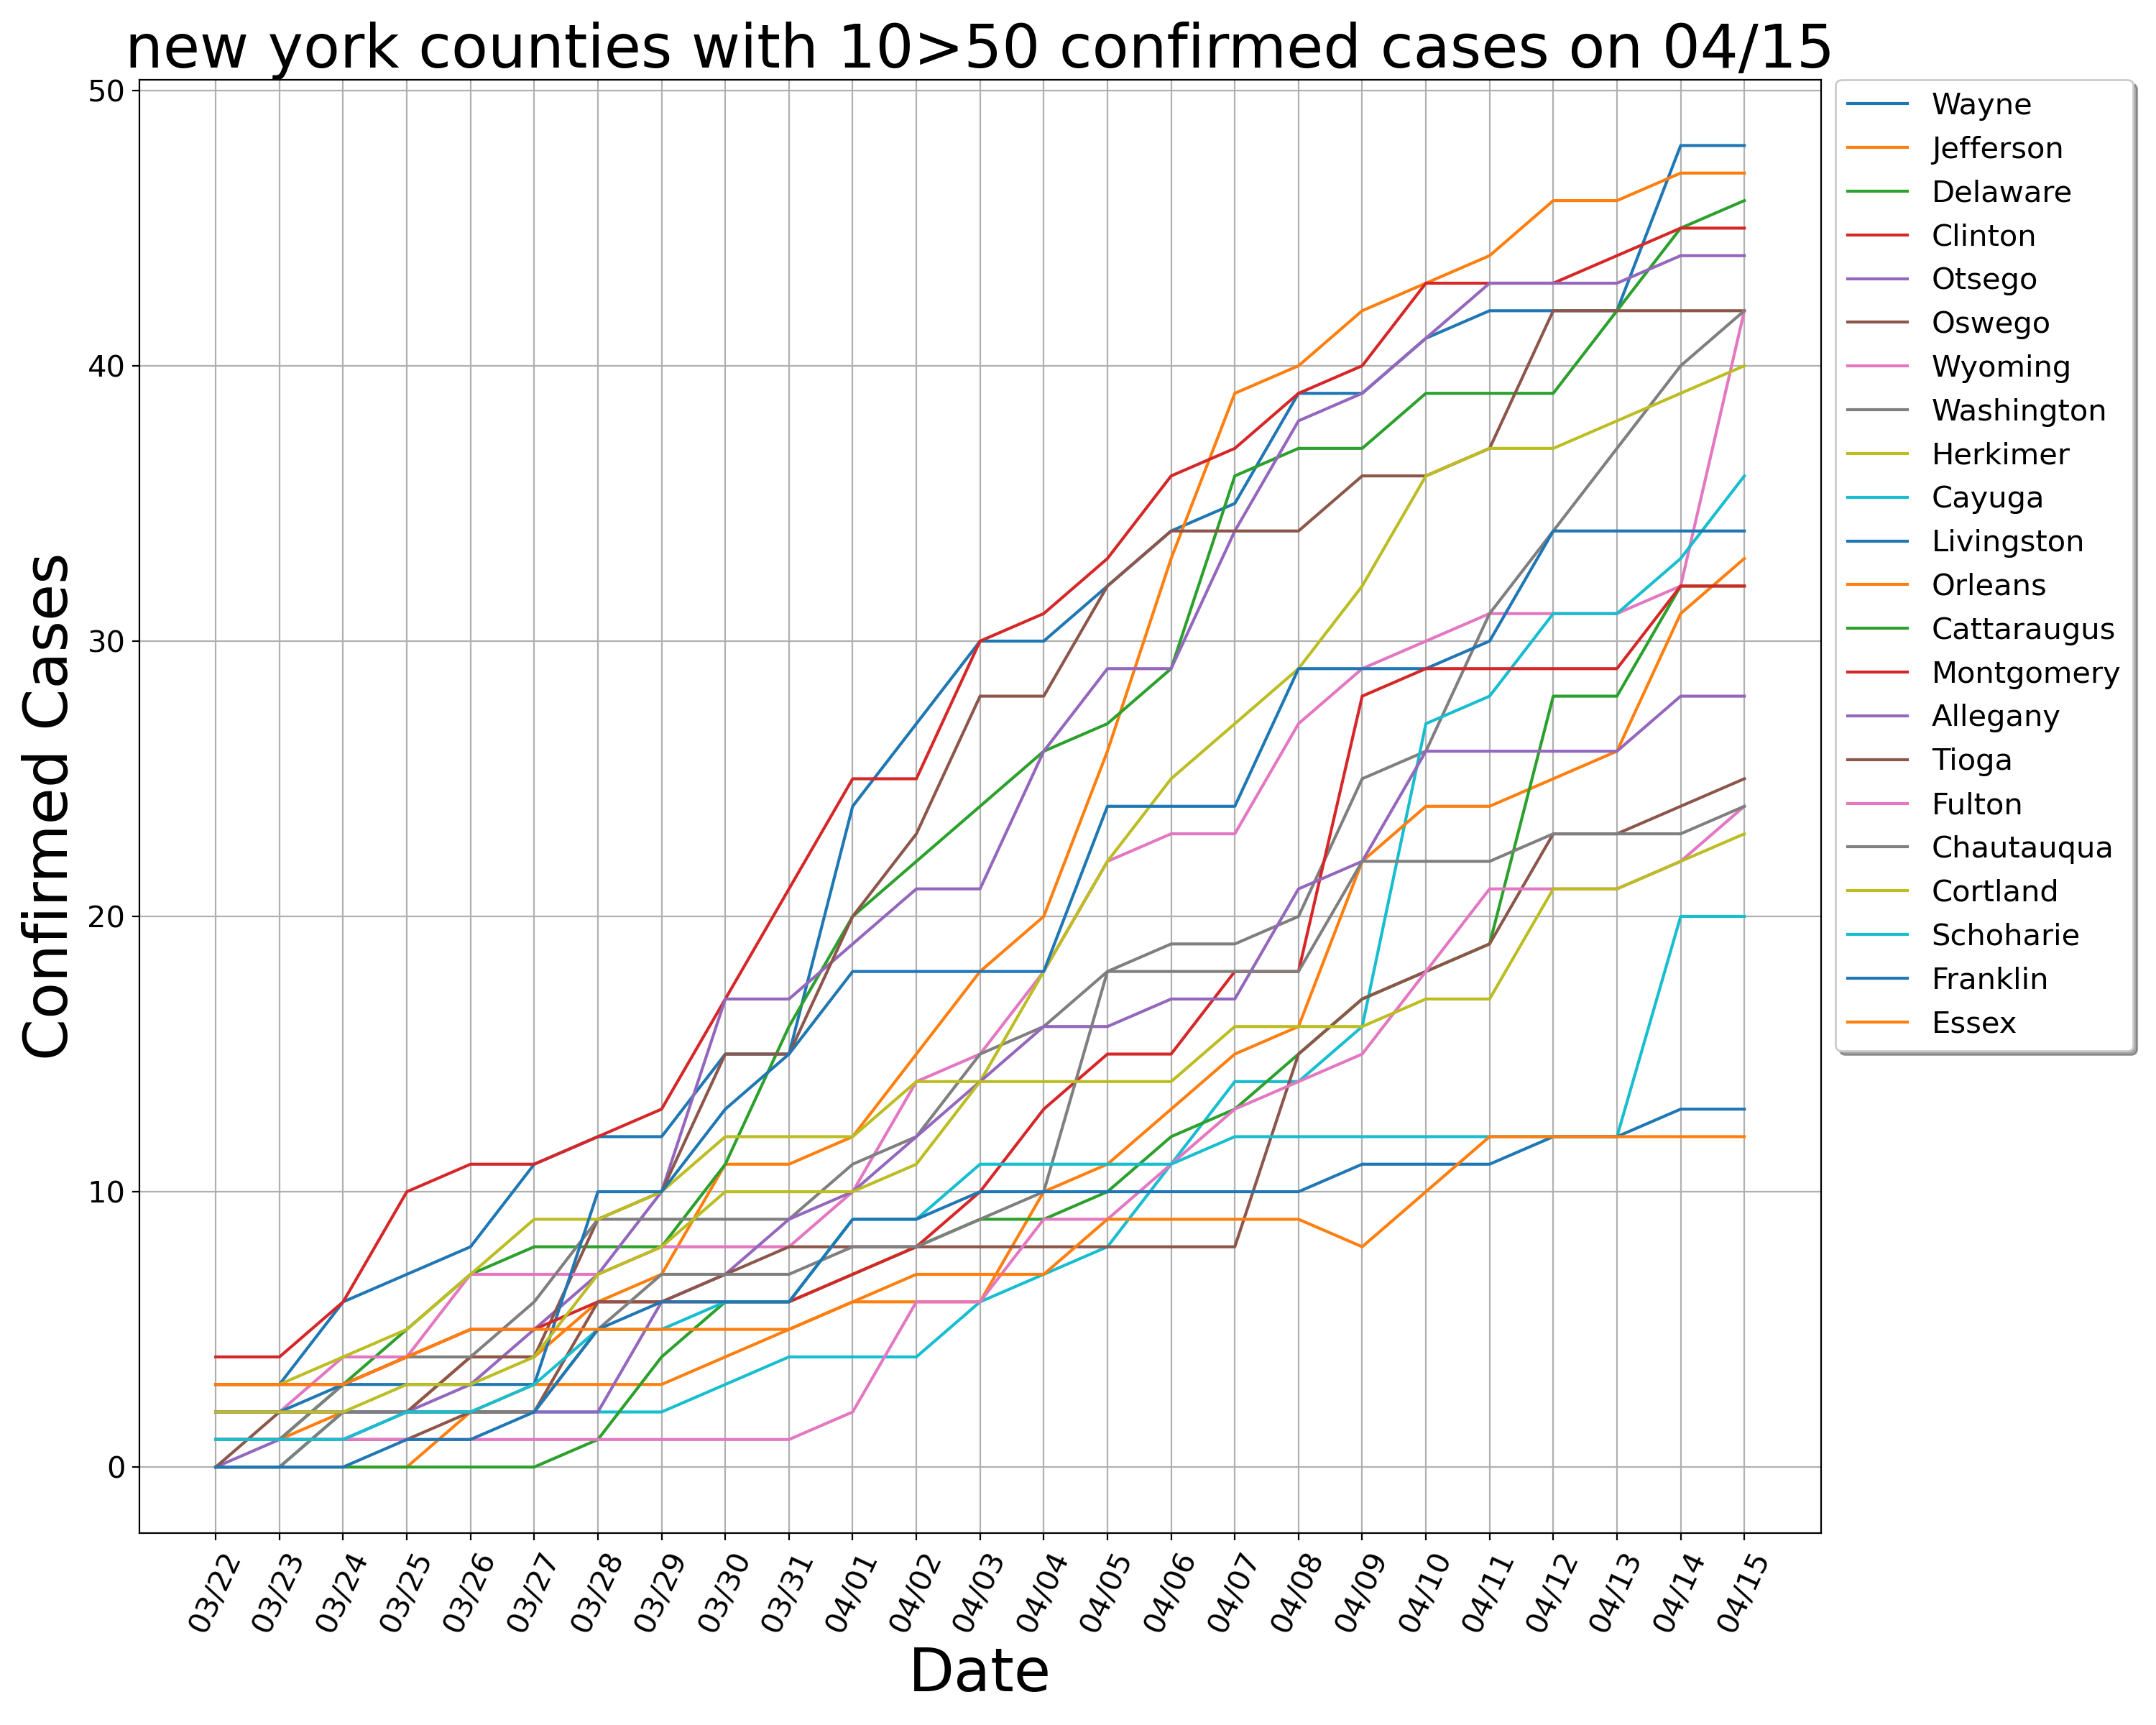 new york counties with 10>50 confirmed cases on 04/15
50
40
30
20
10
0
Confirmed Cases
03/22
03/23
03/24
03/25
03/26
03/27
03/28
03/29
03/30
03/31
04/01
04/02
04/03
04/04
04/05
04/06
04/07
04/08
04/09
04/10
04/11
04/12
04/13
04/14
04/15
Date
Wayne
Jefferson
Delaware
Clinton
Otsego
Oswego
Wyoming
Washington
Herkimer
Cayuga
Livingston
Orleans
Cattaraugus
Montgomery
Allegany
Tioga
Fulton
Chautauqua
Cortland
Schoharie
Franklin
Essex